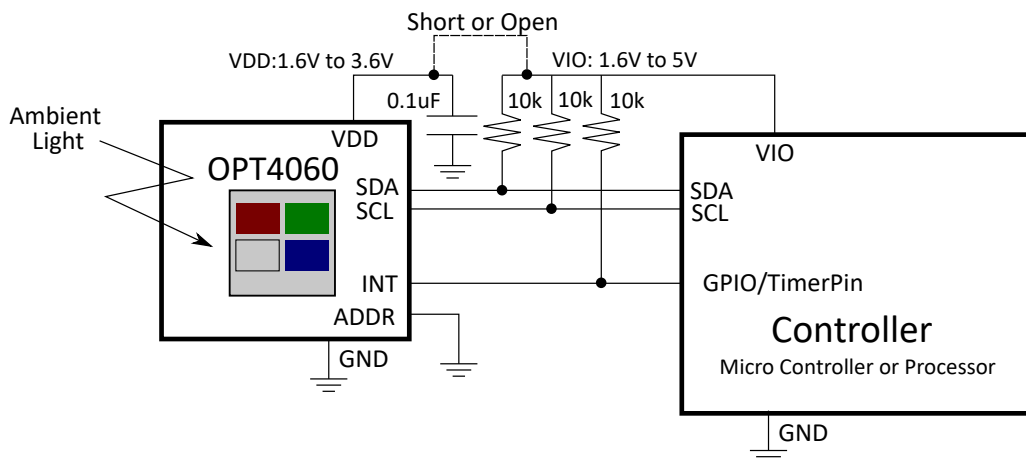 Short or Open
VDD:1.6V to 3.6V
VIO: 1.6V to 5V
0.1uF
10k
10k
10k
Ambient
Light
VDD
VIO
OPT4060
SDA
SCL
SDA
SCL
INT
GPIO/TimerPin
ADDR
Controller
GND
Micro Controller or Processor
GND